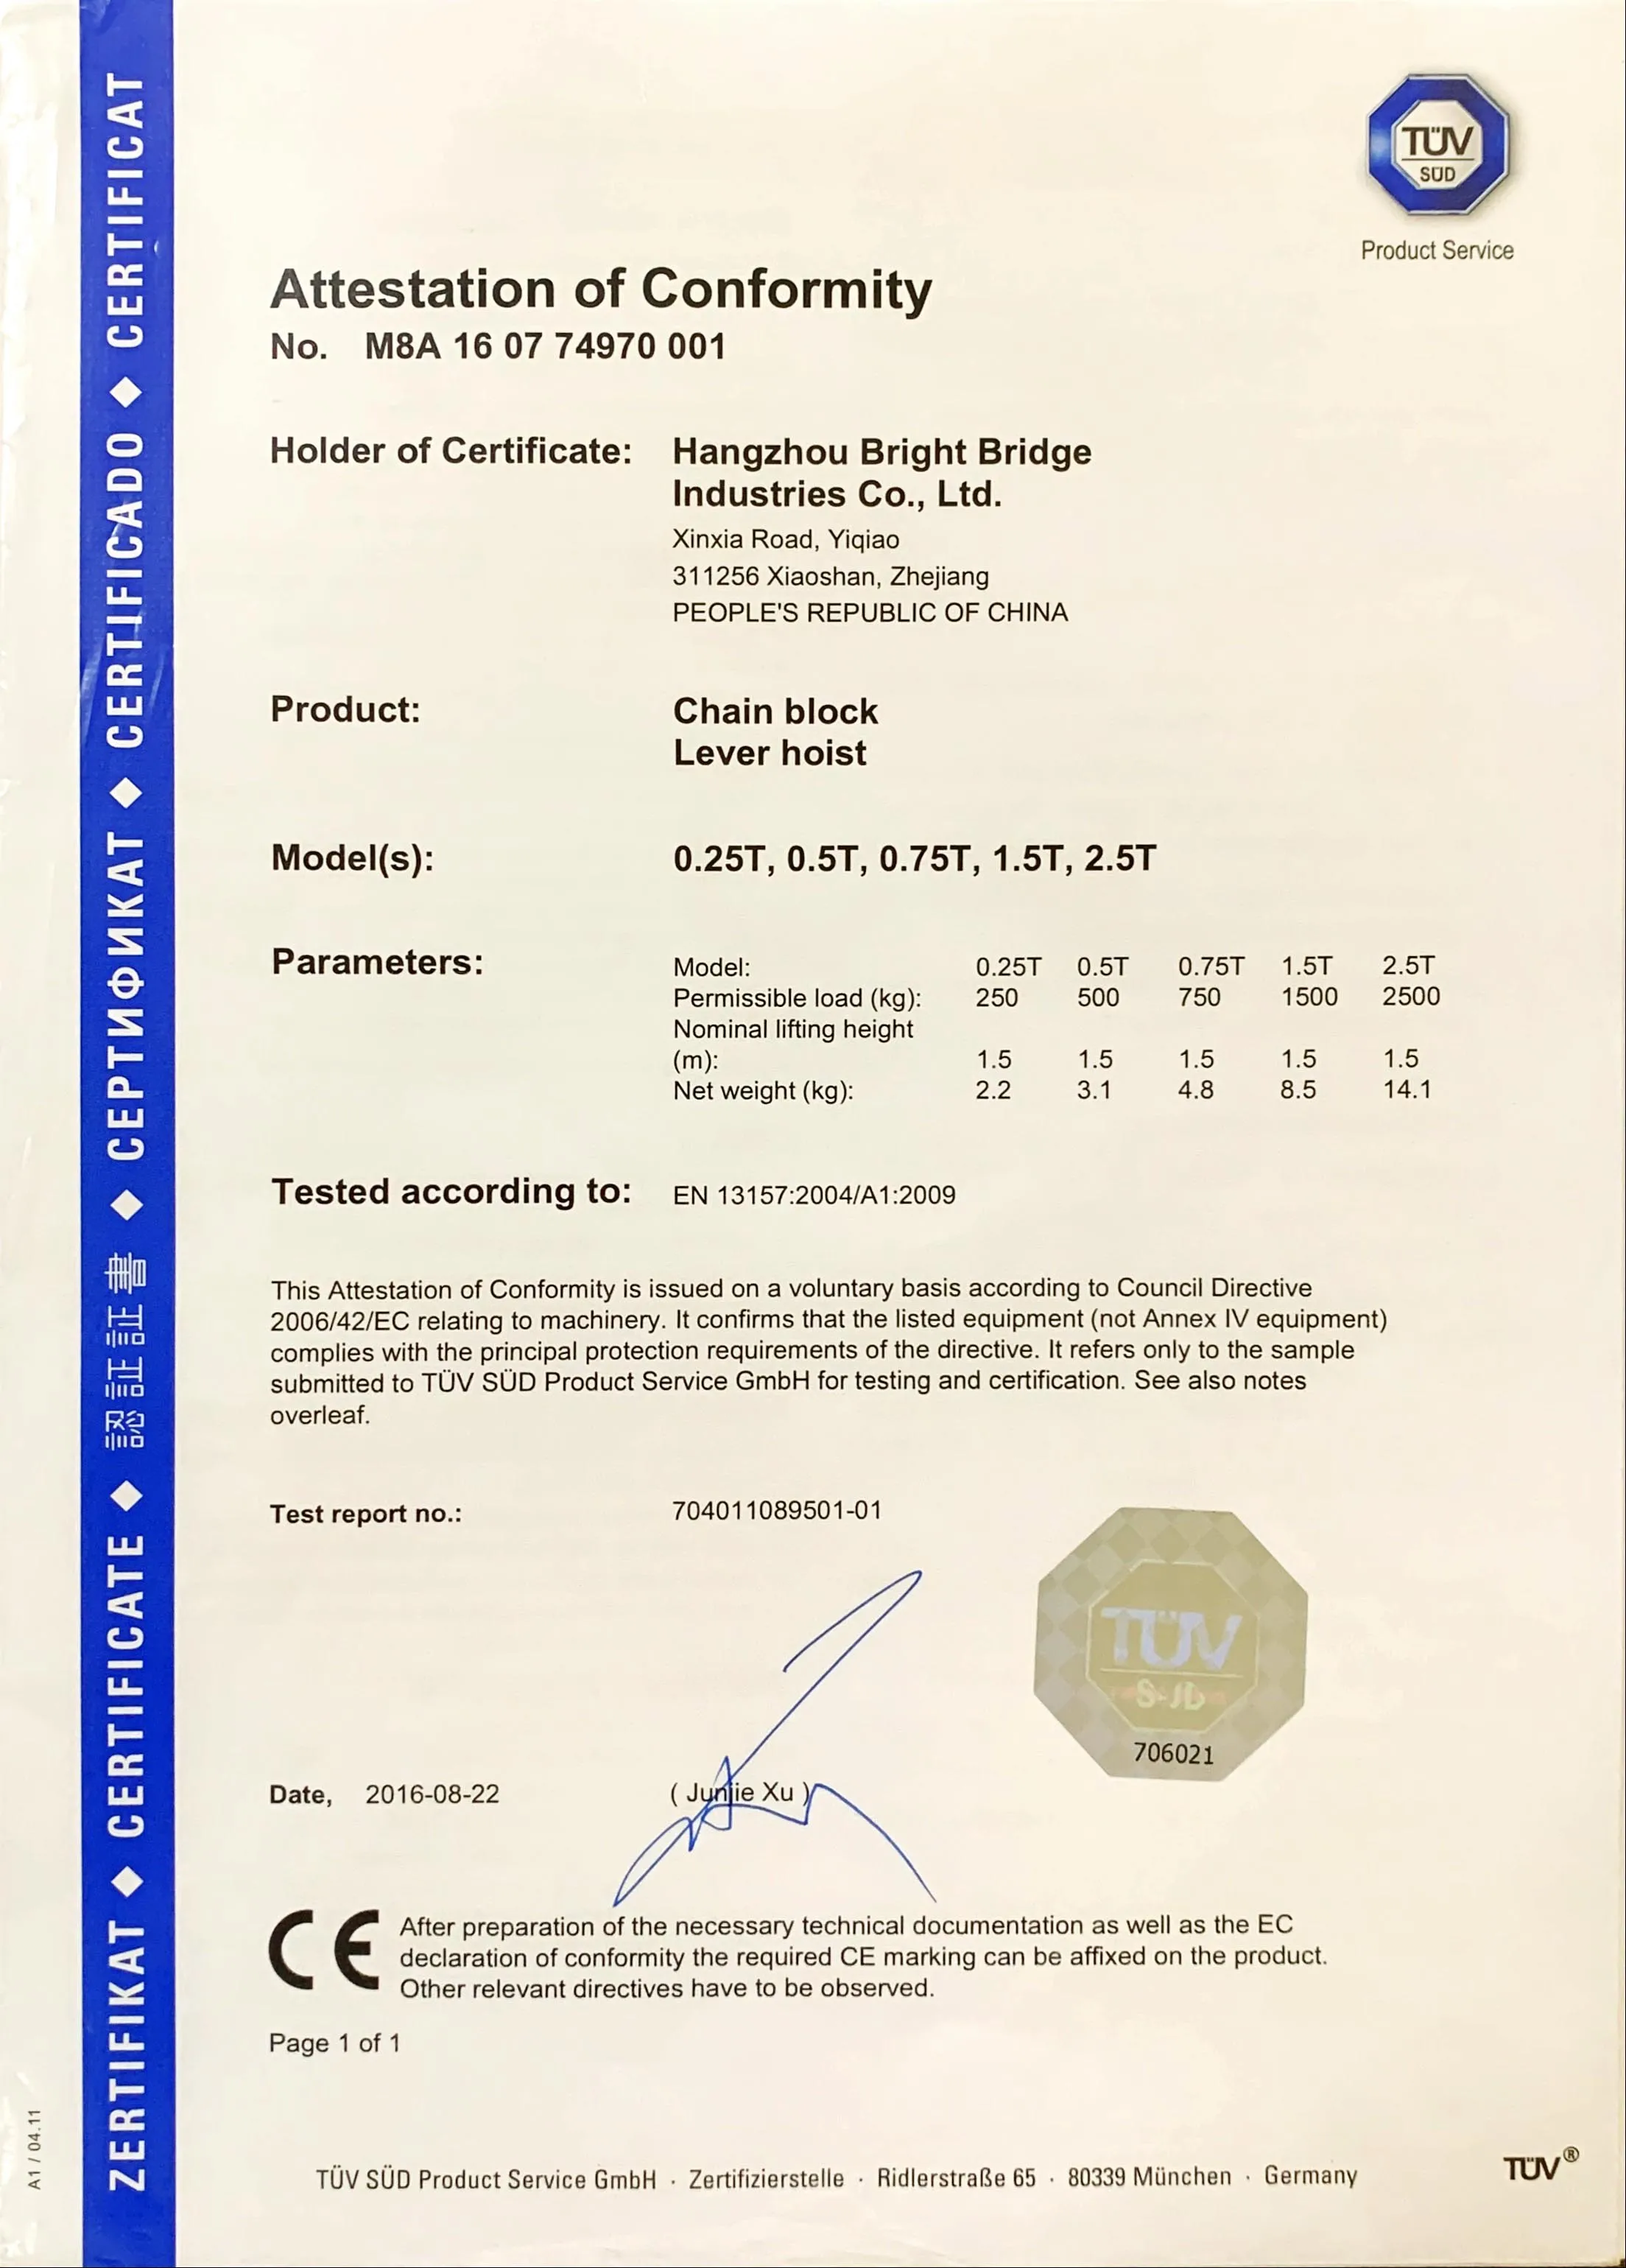 TÜV
SÜD
Product Service
Attestation of Conformity
No. M8A 16 07 74970 001
Holder of Certificate: Hangzhou Bright Bridge
Industries Co., Ltd.
Xinxia Road, Yiqiao
311256 Xiaoshan, Zhejiang
PEOPLE'S REPUBLIC OF CHINA
Product: Chain block
Lever hoist
Model(s): 0.25T, 0.5T, 0.75T, 1.5T, 2.5T
Parameters: Model: 0.25T 0.5T 0.75T 1.5T 2.5T
Permissible load (kg): 250 500 750 1500 2500
Nominal lifting height
(m): 1.5 1.5 1.5 1.5 1.5
Net weight (kg): 2.2 3.1 4.8 8.5 14.1
Tested according to: EN 13157:2004/A1:2009
This Attestation of Conformity is issued on a voluntary basis according to Council Directive
2006/42/EC relating to machinery. It confirms that the listed equipment (not Annex IV equipment)
complies with the principal protection requirements of the directive. It refers only to the sample
submitted to TÜV SÜD Product Service GmbH for testing and certification. See also notes
overleaf.
Test report no.: 704011089501-01
TÜV
SÜD
706021
Date, 2016-08-22 ( Junjie Xu )
CE After preparation of the necessary technical documentation as well as the EC
declaration of conformity the required CE marking can be affixed on the product.
Other relevant directives have to be observed.
Page 1 of 1
TÜV SÜD Product Service GmbH · Zertifizierstelle · Ridlerstraße 65 · 80339 München · Germany
TÜV®
ZERTIFIKAT ◆ CERTIFICATE ◆ 認証証書 ◆ СЕРТИФИКАТ ◆ CERTIFICADO ◆ CERTIFICAT
A1 / 04.11